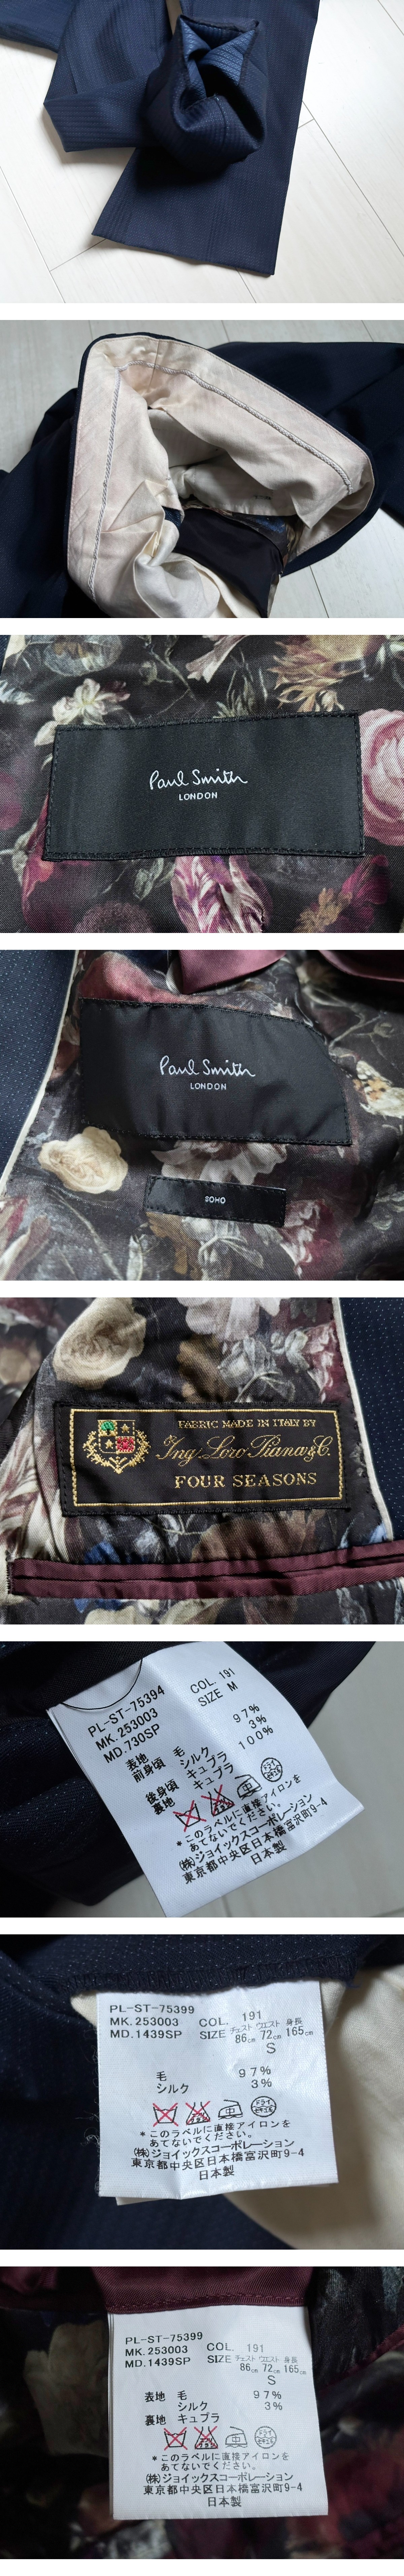 Paul Smith
LONDON
Paul Smith
LONDON
SOHO
FABRIC MADE IN ITALY BY
Ing. Loro Piana & C.
FOUR SEASONS
PL-ST-75394
MK.253003 COL. 191
MD.730SP SIZE M
表地 毛 97%
前身頃 シルク 3%
後身頃 キュプラ 100%
裏地 キュプラ
*このラベルに直接アイロンを
あてないでください。
(株)ジョイックスコーポレーション
東京都中央区日本橋富沢町9-4
日本製
PL-ST-75399
MK.253003 COL. 191
MD.1439SP SIZE チェスト ウエスト 身長
86cm 72cm 165cm
S
毛 97%
シルク 3%
ドライ
*このラベルに直接アイロンを
あてないでください。
(株)ジョイックスコーポレーション
東京都中央区日本橋富沢町9-4
日本製
PL-ST-75399
MK.253003 COL. 191
MD.1439SP SIZE チェスト ウエスト 身長
86cm 72cm 165cm
S
表地 毛 97%
シルク 3%
裏地 キュプラ
*このラベルに直接アイロンを
あてないでください。
(株)ジョイックスコーポレーション
東京都中央区日本橋富沢町9-4
日本製